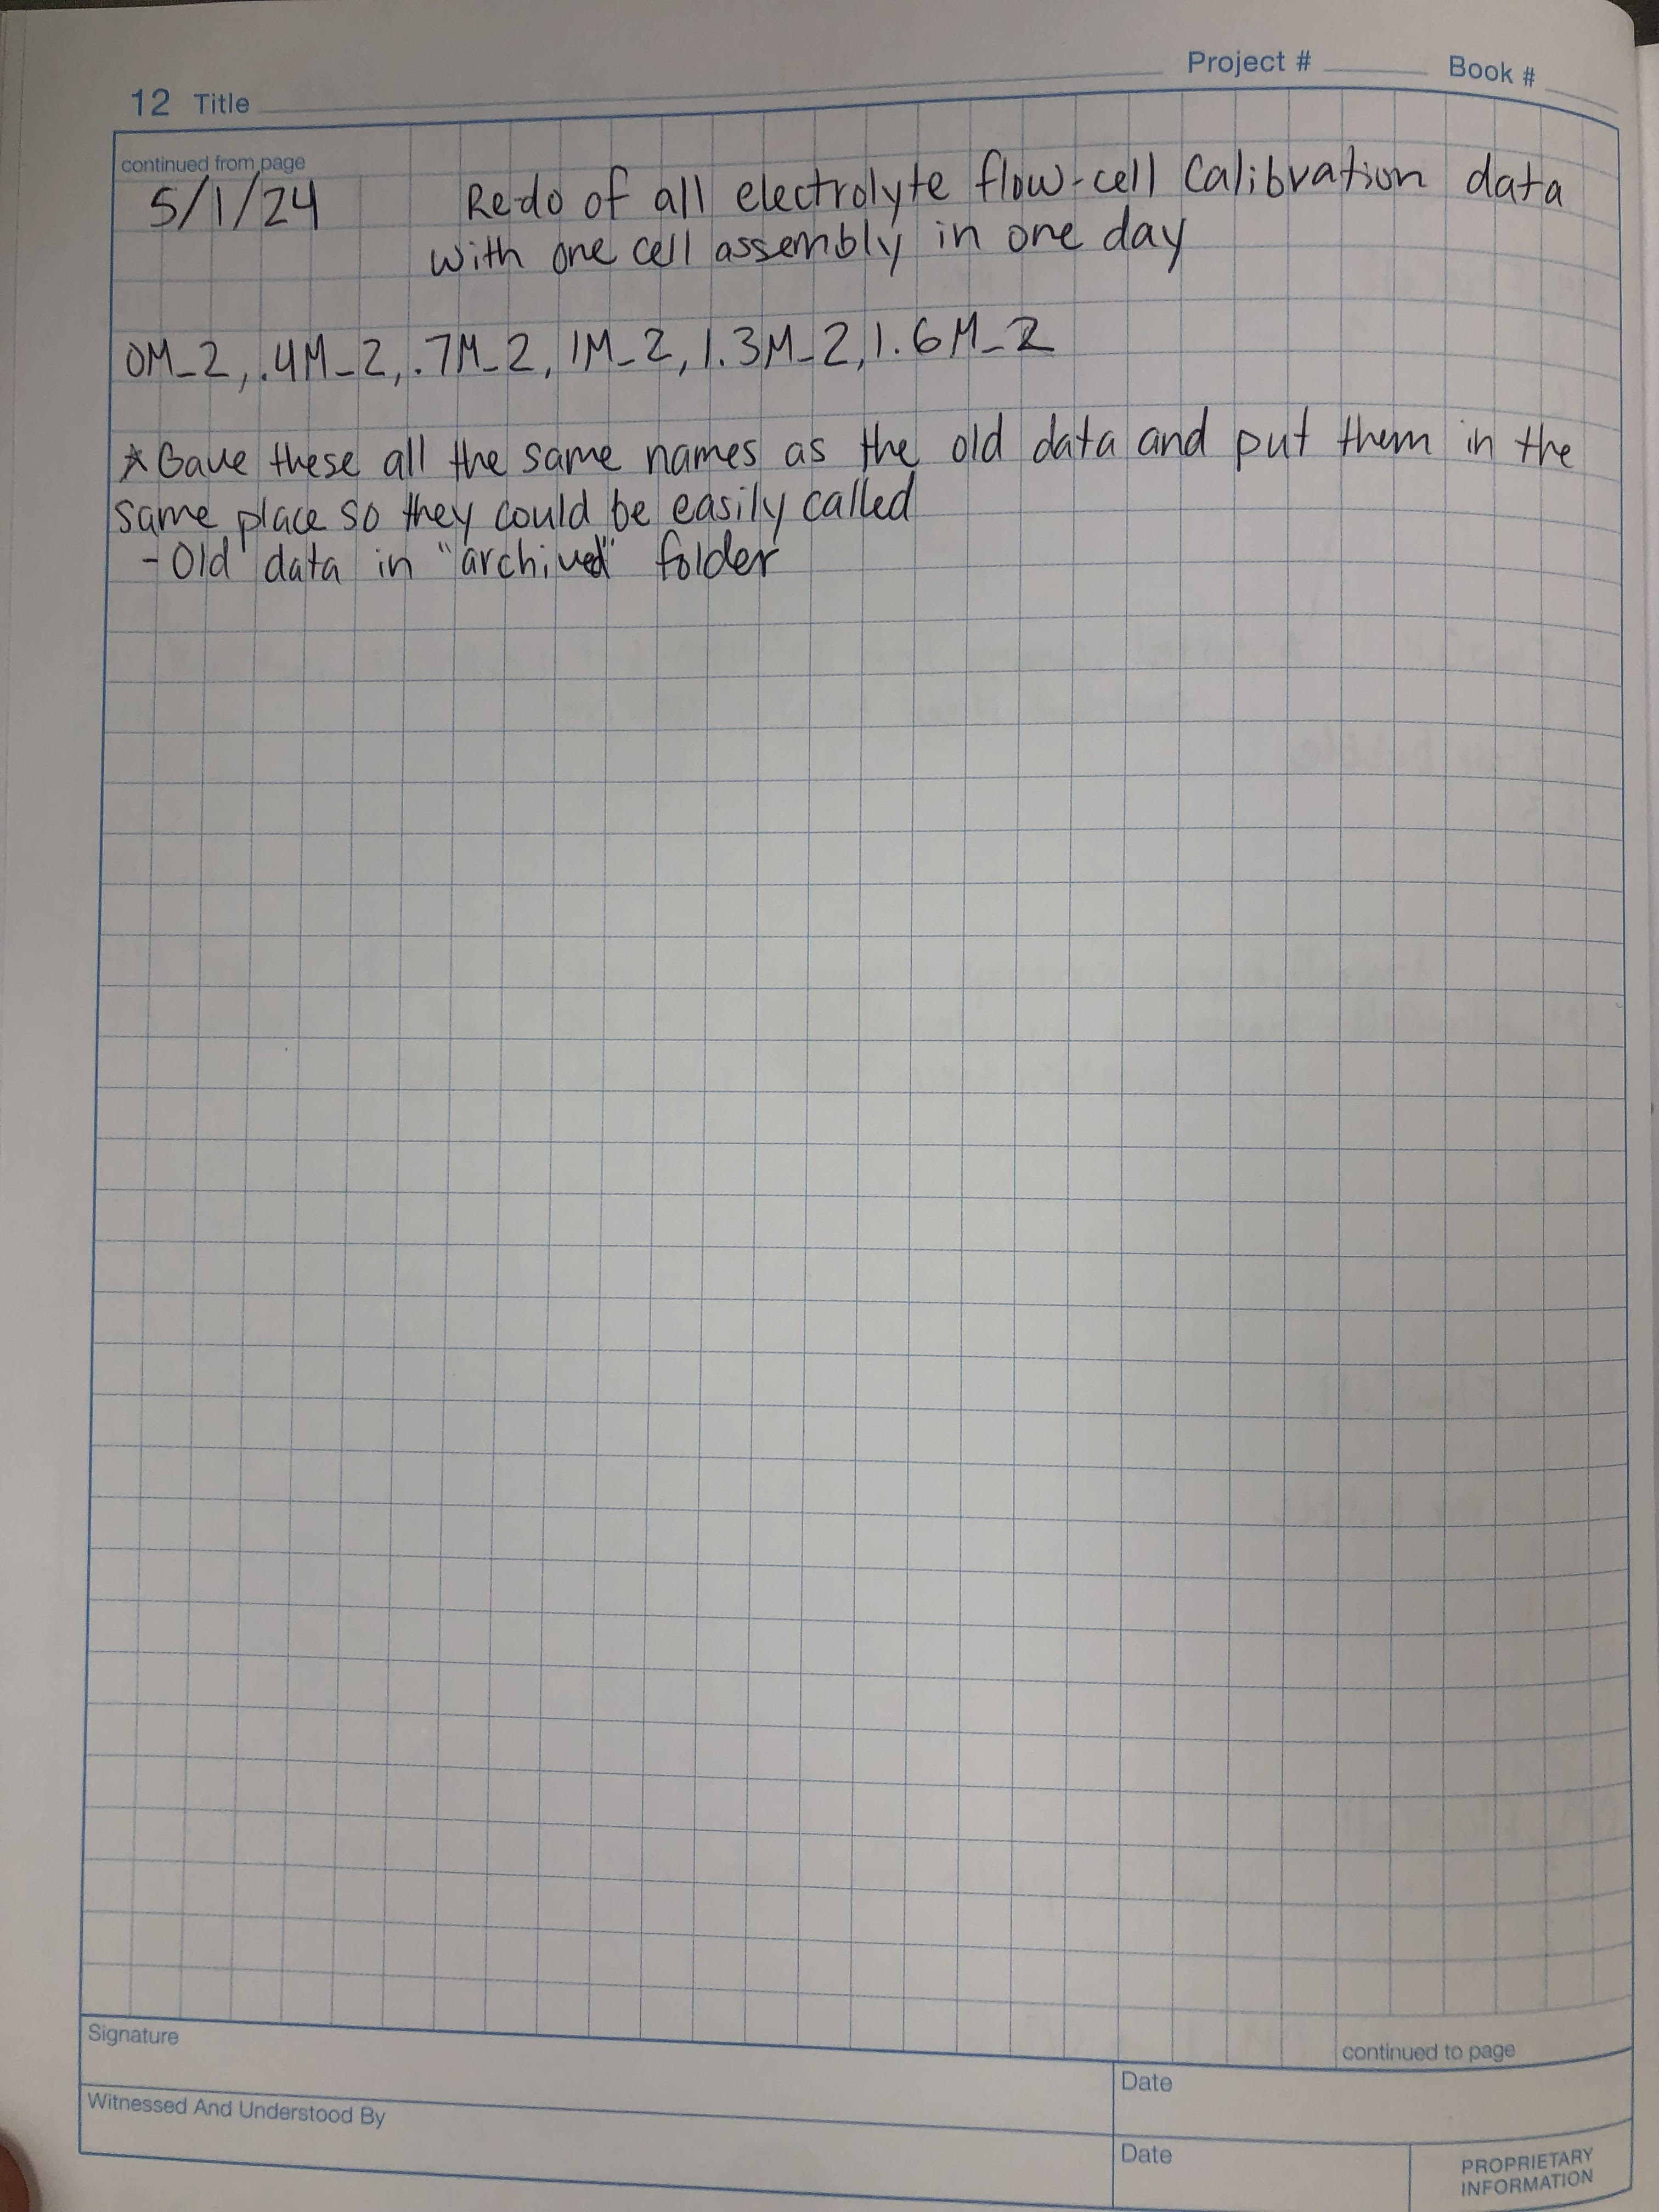 Project # Book #
12 Title
continued from page
5/1/24 Redo of all electrolyte flow-cell Calibration data
with one cell assembly in one day
0M_2, .4M_2, .7M_2, 1M_2, 1.3M_2, 1.6M_2
*Gave these all the same names as the old data and put them in the
same place so they could be easily called
- Old data in "archived" folder
Signature
continued to page
Date
Witnessed And Understood By
Date
PROPRIETARY
INFORMATION